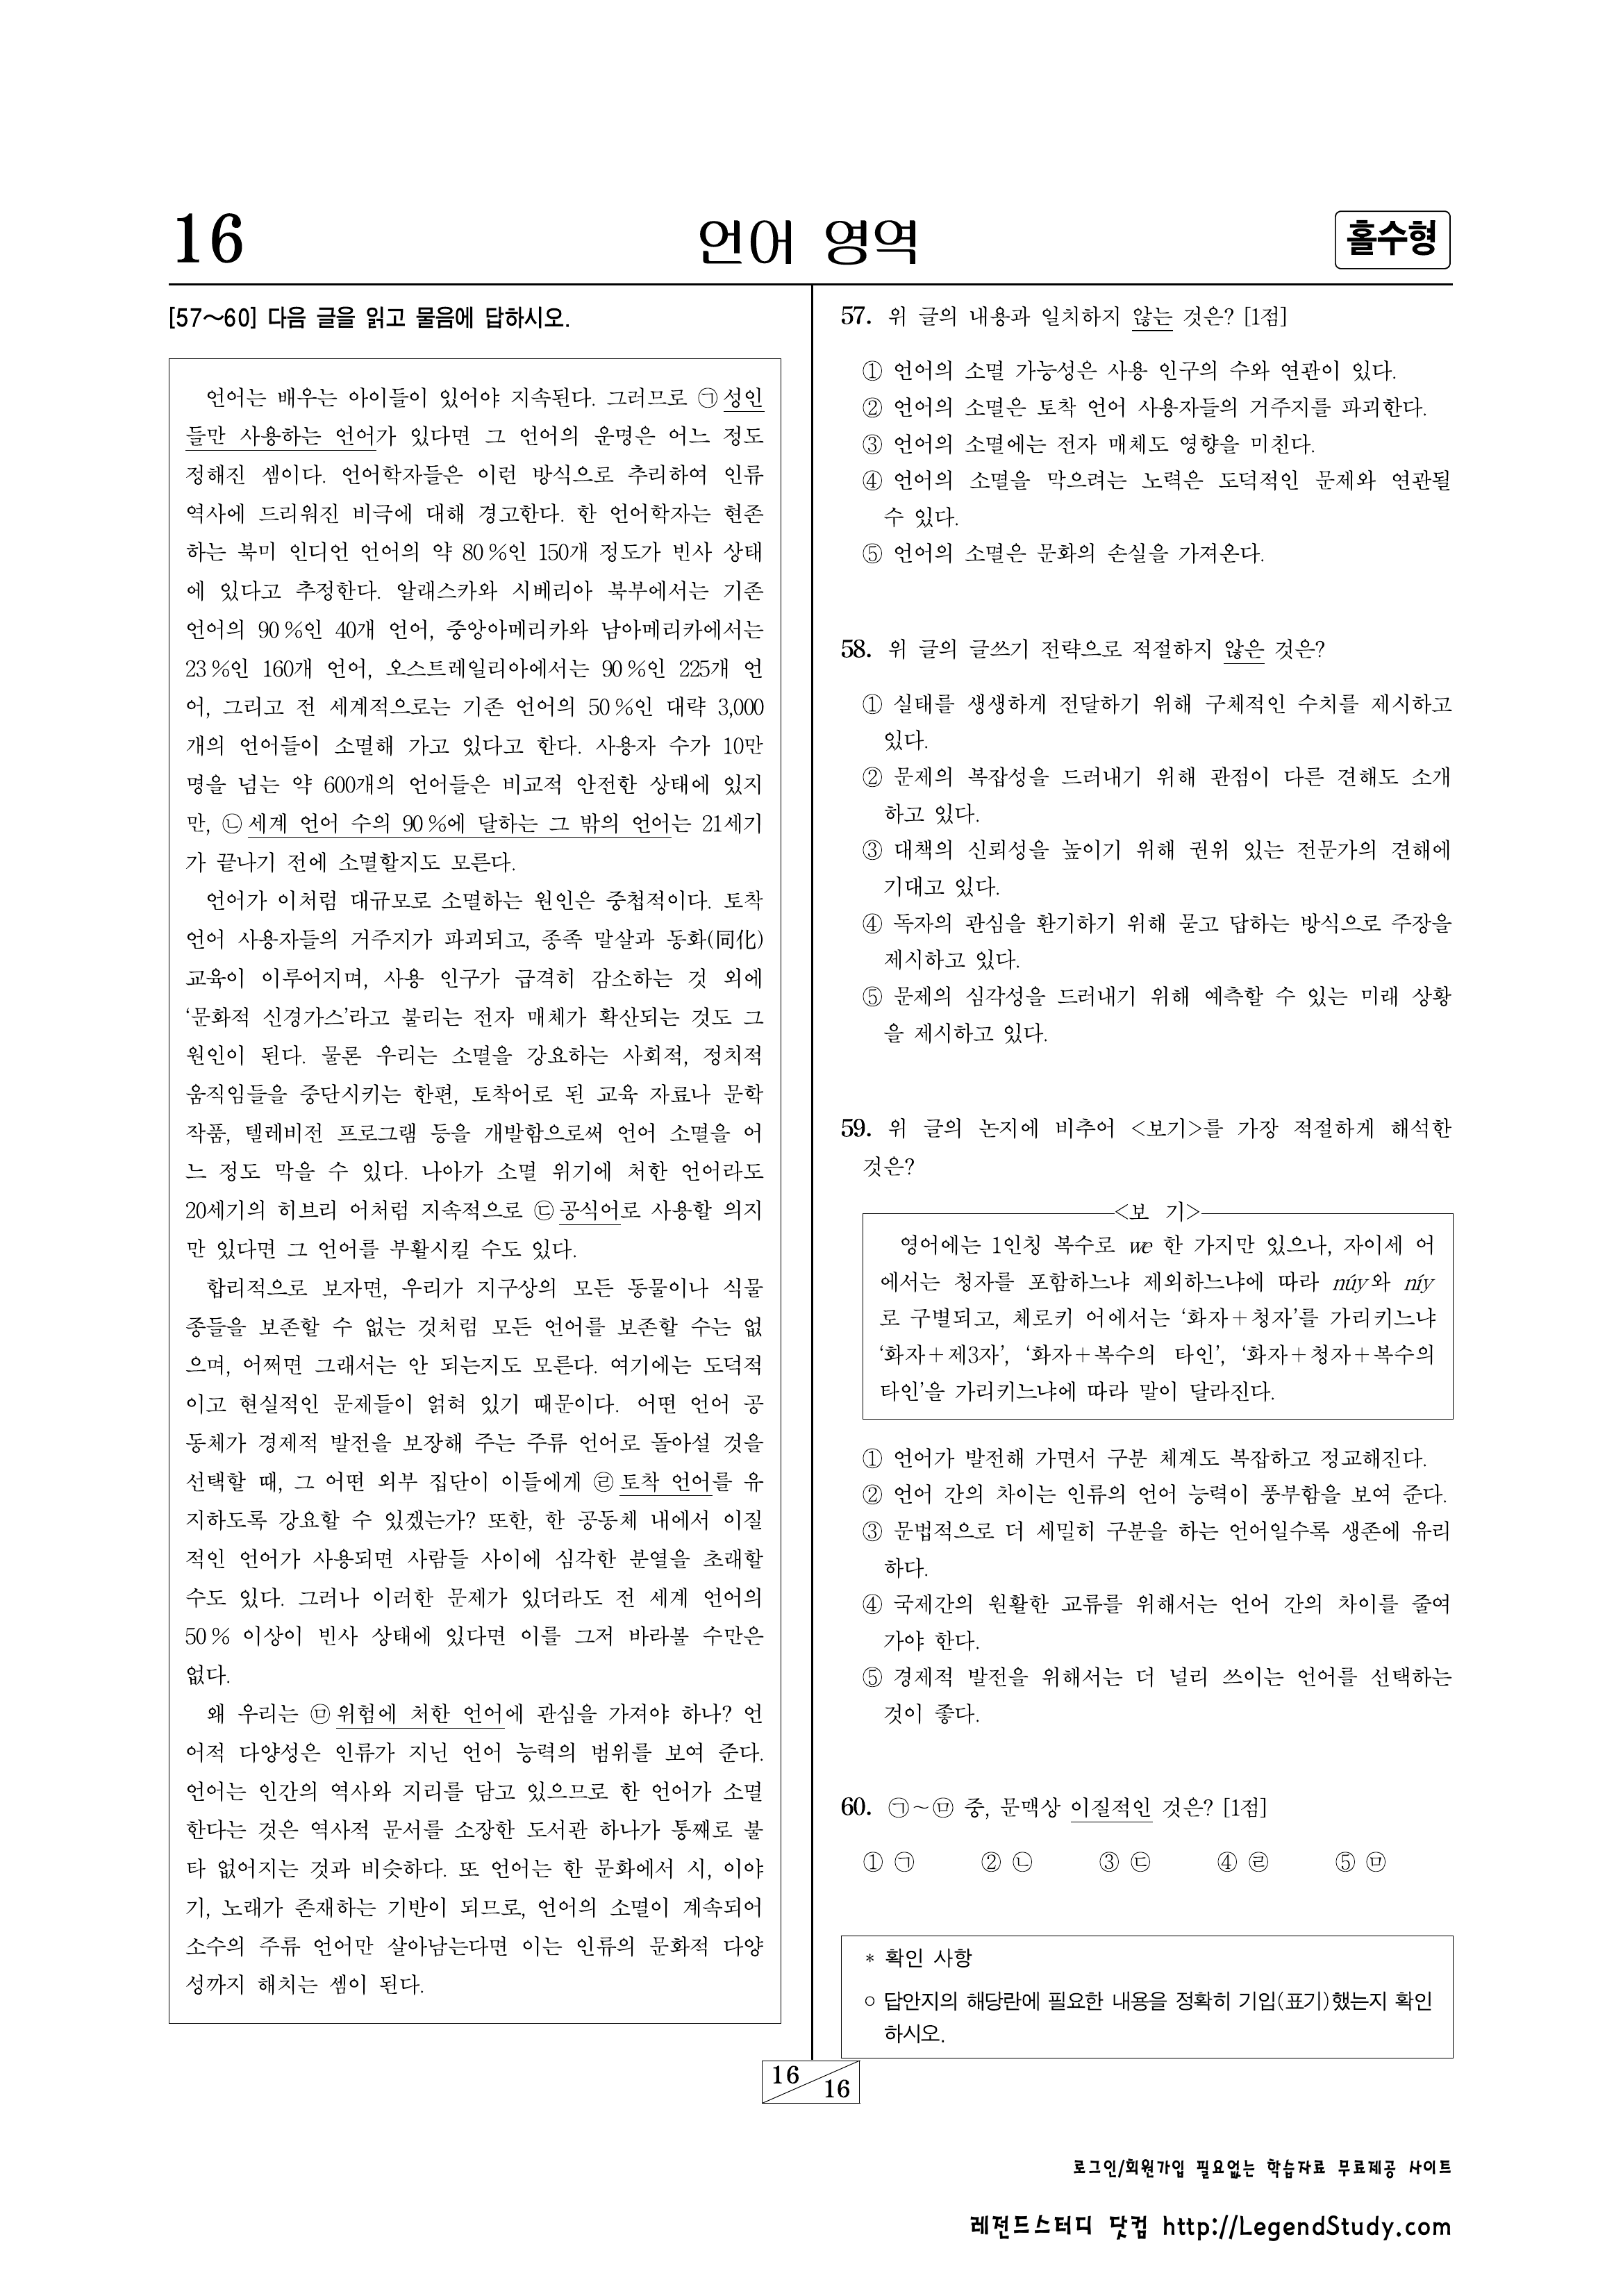 16
언어 영역
홀수형
[57～60] 다음 글을 읽고 물음에 답하시오.
언어는 배우는 아이들이 있어야 지속된다. 그러므로 ㉠성인
들만 사용하는 언어가 있다면 그 언어의 운명은 어느 정도
정해진 셈이다. 언어학자들은 이런 방식으로 추리하여 인류
역사에 드리워진 비극에 대해 경고한다. 한 언어학자는 현존
하는 북미 인디언 언어의 약 80%인 150개 정도가 빈사 상태
에 있다고 추정한다. 알래스카와 시베리아 북부에서는 기존
언어의 90%인 40개 언어, 중앙아메리카와 남아메리카에서는
23%인 160개 언어, 오스트레일리아에서는 90%인 225개 언
어, 그리고 전 세계적으로는 기존 언어의 50%인 대략 3,000
개의 언어들이 소멸해 가고 있다고 한다. 사용자 수가 10만
명을 넘는 약 600개의 언어들은 비교적 안전한 상태에 있지
만, ㉡세계 언어 수의 90%에 달하는 그 밖의 언어는 21세기
가 끝나기 전에 소멸할지도 모른다.
언어가 이처럼 대규모로 소멸하는 원인은 중첩적이다. 토착
언어 사용자들의 거주지가 파괴되고, 종족 말살과 동화(同化)
교육이 이루어지며, 사용 인구가 급격히 감소하는 것 외에
‘문화적 신경가스’라고 불리는 전자 매체가 확산되는 것도 그
원인이 된다. 물론 우리는 소멸을 강요하는 사회적, 정치적
움직임들을 중단시키는 한편, 토착어로 된 교육 자료나 문학
작품, 텔레비전 프로그램 등을 개발함으로써 언어 소멸을 어
느 정도 막을 수 있다. 나아가 소멸 위기에 처한 언어라도
20세기의 히브리 어처럼 지속적으로 ㉢공식어로 사용할 의지
만 있다면 그 언어를 부활시킬 수도 있다.
합리적으로 보자면, 우리가 지구상의 모든 동물이나 식물
종들을 보존할 수 없는 것처럼 모든 언어를 보존할 수는 없
으며, 어쩌면 그래서는 안 되는지도 모른다. 여기에는 도덕적
이고 현실적인 문제들이 얽혀 있기 때문이다. 어떤 언어 공
동체가 경제적 발전을 보장해 주는 주류 언어로 돌아설 것을
선택할 때, 그 어떤 외부 집단이 이들에게 ㉣토착 언어를 유
지하도록 강요할 수 있겠는가? 또한, 한 공동체 내에서 이질
적인 언어가 사용되면 사람들 사이에 심각한 분열을 초래할
수도 있다. 그러나 이러한 문제가 있더라도 전 세계 언어의
50% 이상이 빈사 상태에 있다면 이를 그저 바라볼 수만은
없다.
왜 우리는 ㉤위험에 처한 언어에 관심을 가져야 하나? 언
어적 다양성은 인류가 지닌 언어 능력의 범위를 보여 준다.
언어는 인간의 역사와 지리를 담고 있으므로 한 언어가 소멸
한다는 것은 역사적 문서를 소장한 도서관 하나가 통째로 불
타 없어지는 것과 비슷하다. 또 언어는 한 문화에서 시, 이야
기, 노래가 존재하는 기반이 되므로, 언어의 소멸이 계속되어
소수의 주류 언어만 살아남는다면 이는 인류의 문화적 다양
성까지 해치는 셈이 된다.
57. 위 글의 내용과 일치하지 않는 것은? [1점]
① 언어의 소멸 가능성은 사용 인구의 수와 연관이 있다.
② 언어의 소멸은 토착 언어 사용자들의 거주지를 파괴한다.
③ 언어의 소멸에는 전자 매체도 영향을 미친다.
④ 언어의 소멸을 막으려는 노력은 도덕적인 문제와 연관될
수 있다.
⑤ 언어의 소멸은 문화의 손실을 가져온다.
58. 위 글의 글쓰기 전략으로 적절하지 않은 것은?
① 실태를 생생하게 전달하기 위해 구체적인 수치를 제시하고
있다.
② 문제의 복잡성을 드러내기 위해 관점이 다른 견해도 소개
하고 있다.
③ 대책의 신뢰성을 높이기 위해 권위 있는 전문가의 견해에
기대고 있다.
④ 독자의 관심을 환기하기 위해 묻고 답하는 방식으로 주장을
제시하고 있다.
⑤ 문제의 심각성을 드러내기 위해 예측할 수 있는 미래 상황
을 제시하고 있다.
59. 위 글의 논지에 비추어 <보기>를 가장 적절하게 해석한
것은?
<보 기>
영어에는 1인칭 복수로 we 한 가지만 있으나, 자이세 어
에서는 청자를 포함하느냐 제외하느냐에 따라 núy와 níy
로 구별되고, 체로키 어에서는 ‘화자+청자’를 가리키느냐
‘화자+제3자’, ‘화자+복수의 타인’, ‘화자+청자+복수의
타인’을 가리키느냐에 따라 말이 달라진다.
① 언어가 발전해 가면서 구분 체계도 복잡하고 정교해진다.
② 언어 간의 차이는 인류의 언어 능력이 풍부함을 보여 준다.
③ 문법적으로 더 세밀히 구분을 하는 언어일수록 생존에 유리
하다.
④ 국제간의 원활한 교류를 위해서는 언어 간의 차이를 줄여
가야 한다.
⑤ 경제적 발전을 위해서는 더 널리 쓰이는 언어를 선택하는
것이 좋다.
60. ㉠~㉤ 중, 문맥상 이질적인 것은? [1점]
① ㉠ ② ㉡ ③ ㉢ ④ ㉣ ⑤ ㉤
* 확인 사항
○ 답안지의 해당란에 필요한 내용을 정확히 기입(표기)했는지 확인
하시오.
16
16
로그인/회원가입 필요없는 학습자료 무료제공 사이트
레전드스터디 닷컴 http://LegendStudy.com